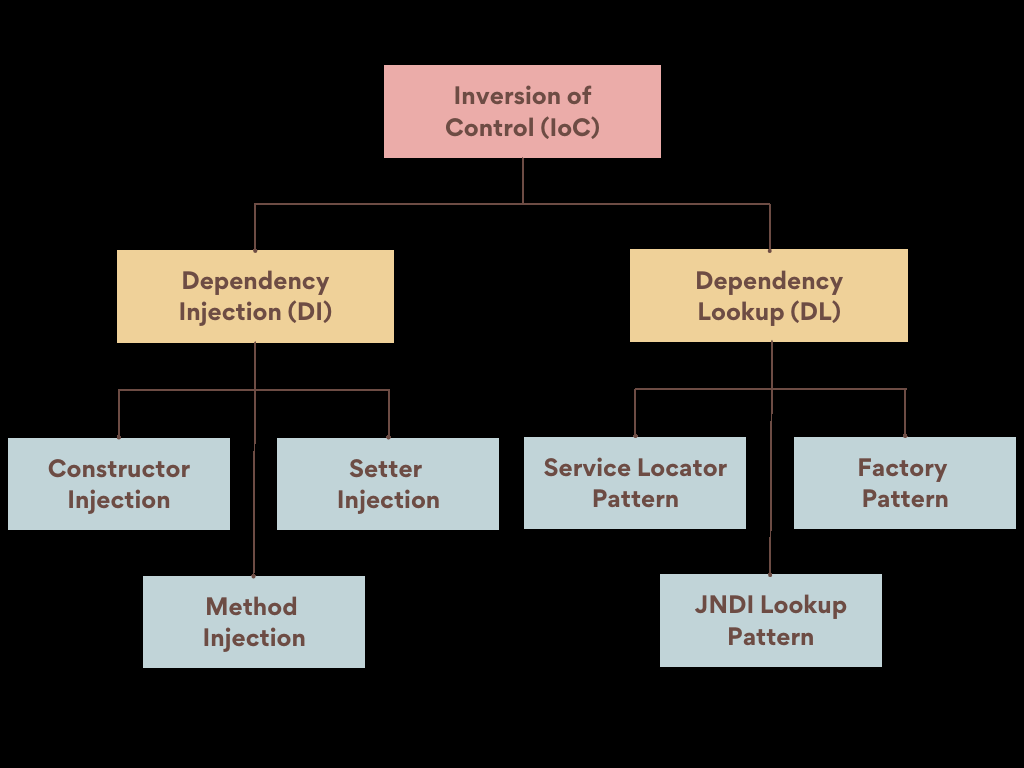 Inversion of
Control (IoC)
Dependency
Injection (DI)
Dependency
Lookup (DL)
Constructor
Injection
Setter
Injection
Service Locator
Pattern
Factory
Pattern
Method
Injection
JNDI Lookup
Pattern